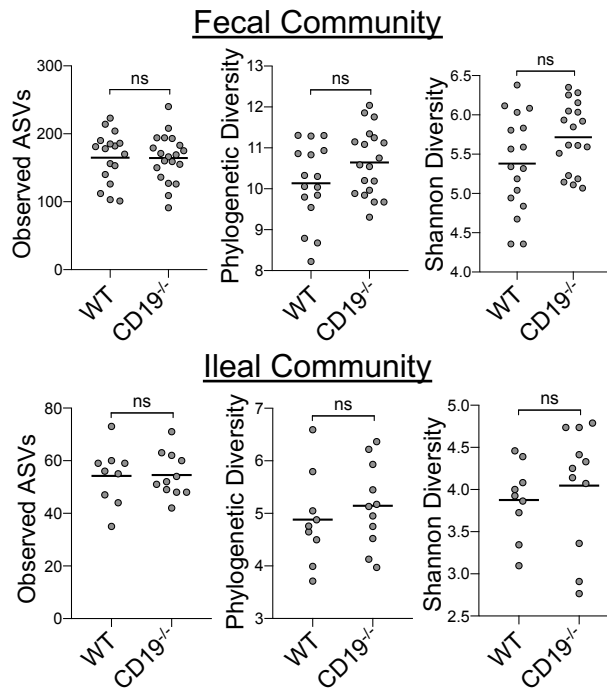 Fecal Community
Observed ASVs
300
200
100
0
ns
WT
CD19-/-
Phylogenetic Diversity
13
12
11
10
9
8
ns
WT
CD19-/-
Shannon Diversity
6.5
6.0
5.5
5.0
4.5
4.0
ns
WT
CD19-/-
Ileal Community
Observed ASVs
80
60
40
20
0
ns
WT
CD19-/-
Phylogenetic Diversity
7
6
5
4
3
ns
WT
CD19-/-
Shannon Diversity
5.0
4.5
4.0
3.5
3.0
2.5
ns
WT
CD19-/-